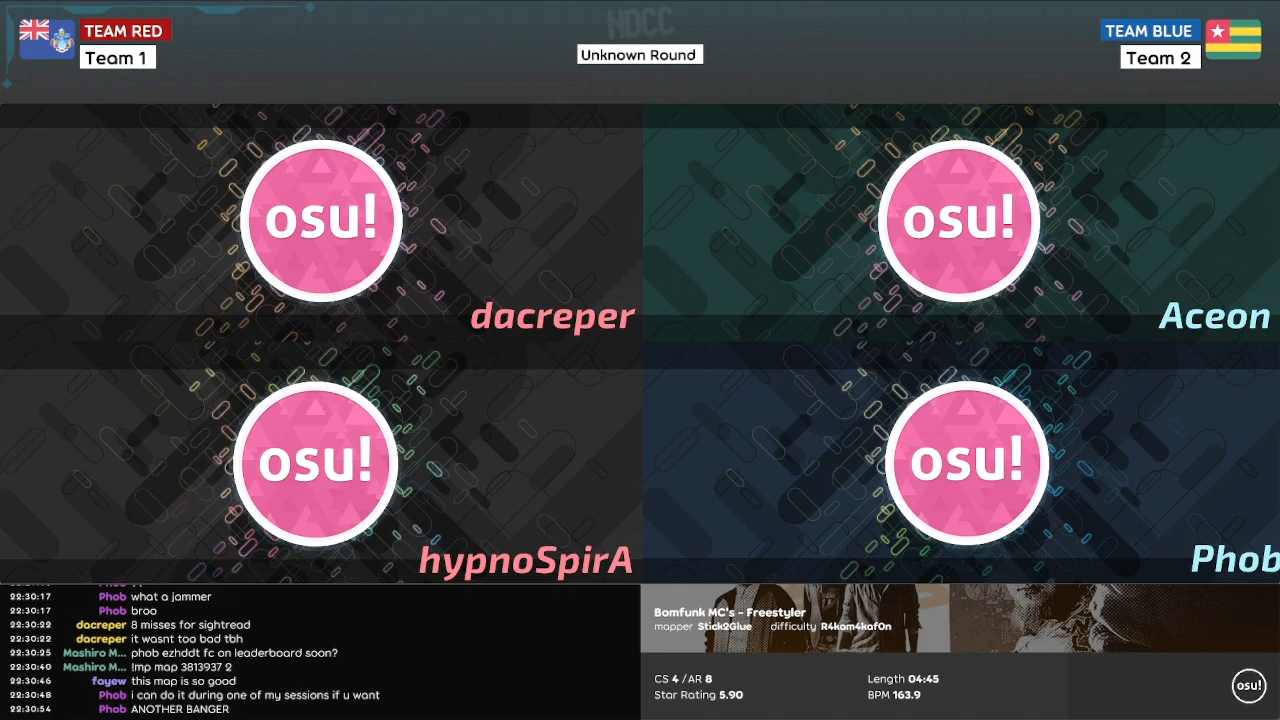 NDCC
TEAM RED
Team 1
Unknown Round
TEAM BLUE
Team 2
osu!
dacreper
osu!
Aceon
osu!
hypnoSpirA
osu!
Phob
22:30:17 Phob what a jammer
22:30:17 Phob broo
22:30:22 dacreper 8 misses for sightread
22:30:22 dacreper it wasnt too bad tbh
22:30:25 Mashiro M... phob ezhddt fc on leaderboard soon?
22:30:40 Mashiro M... !mp map 3813937 2
22:30:46 fayew this map is so good
22:30:48 Phob i can do it during one of my sessions if u want
22:30:54 Phob ANOTHER BANGER
Bomfunk MC's - Freestyler
mapper Stick2Glue difficulty R4kam4kaf0n
CS 4 / AR 8
Star Rating 5.90
Length 04:45
BPM 163.9
osu!